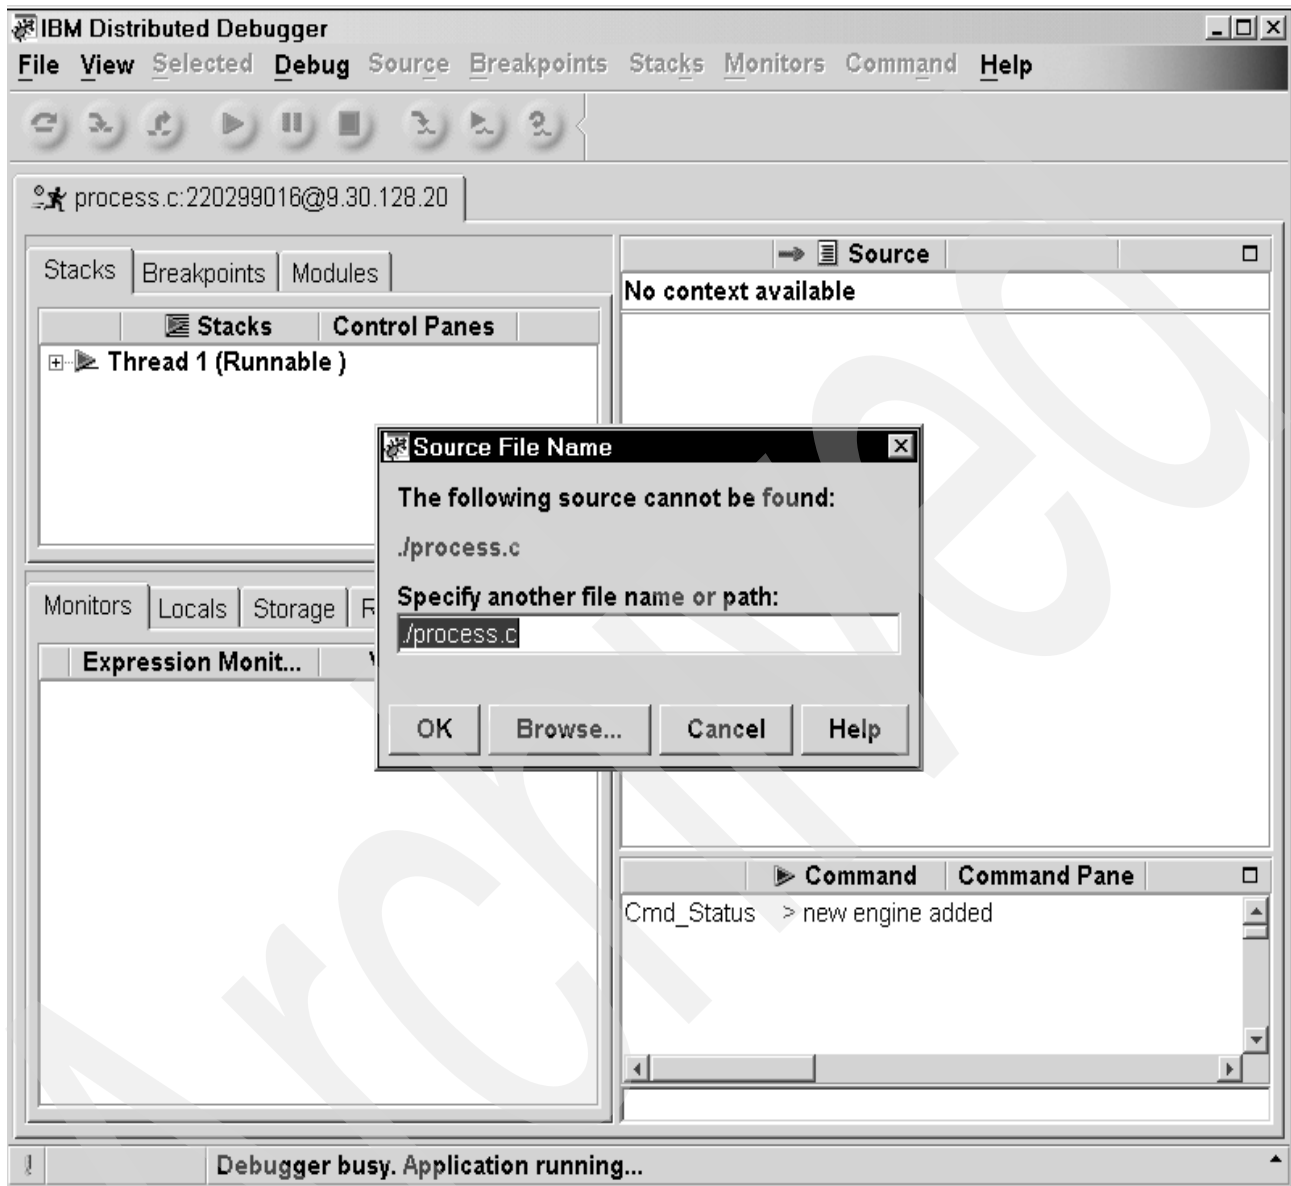 IBM Distributed Debugger
File View Selected Debug Source Breakpoints Stacks Monitors Command Help
process.c:220299016@9.30.128.20
Stacks Breakpoints Modules
Stacks Control Panes
Thread 1 (Runnable )
Source
No context available
Source File Name
The following source cannot be found:
./process.c
Specify another file name or path:
./process.c
OK Browse... Cancel Help
Monitors Locals Storage
Expression Monit...
Command Command Pane
Cmd_Status > new engine added
Debugger busy. Application running...
Archived